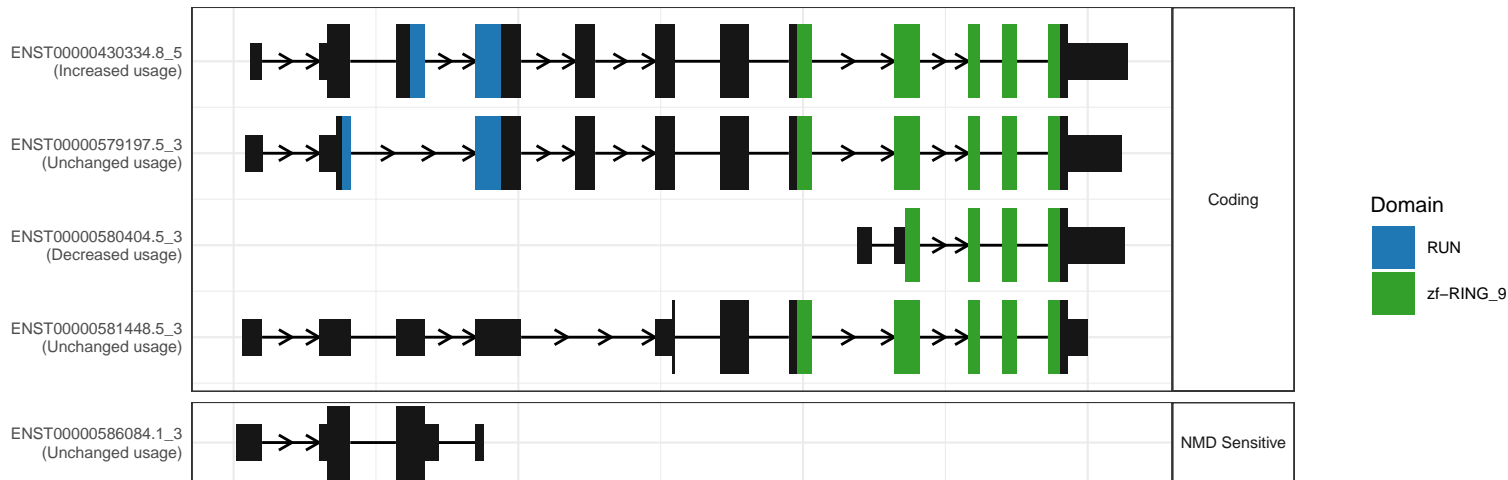 ENST00000430334.8_5
(Increased usage)
ENST00000579197.5_3
(Unchanged usage)
ENST00000580404.5_3
(Decreased usage)
ENST00000581448.5_3
(Unchanged usage)
Coding
ENST00000586084.1_3
(Unchanged usage)
NMD Sensitive
Domain
RUN
zf−RING_9